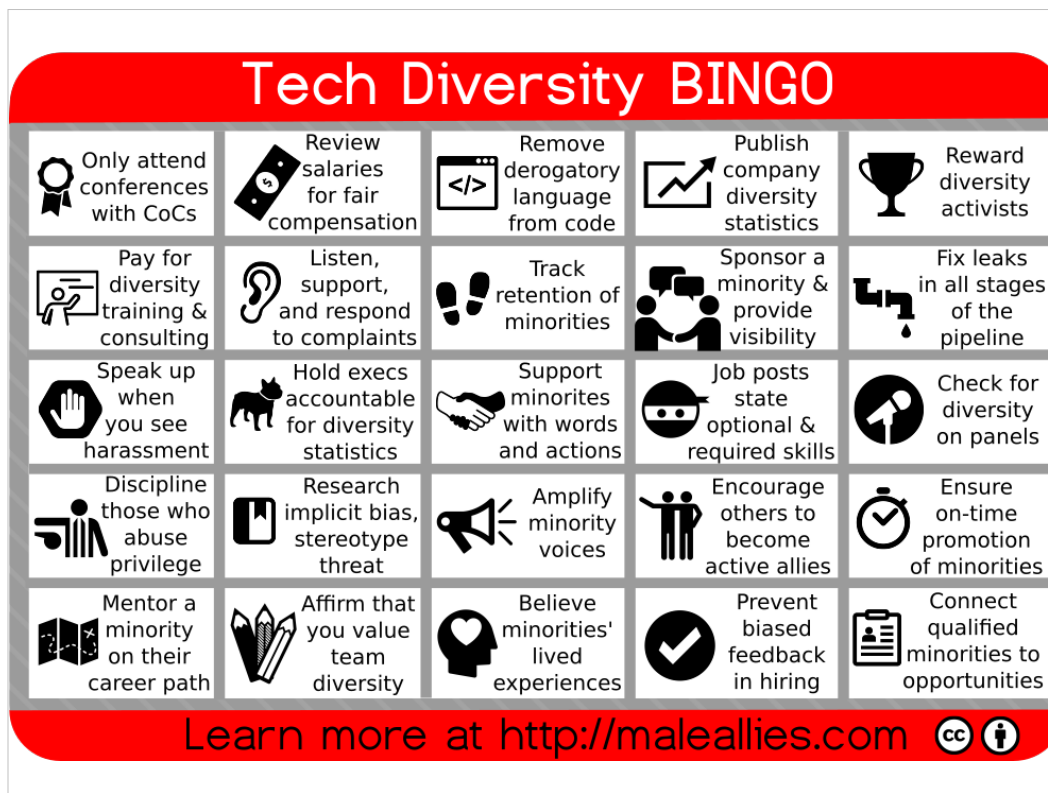 Tech Diversity BINGO
Only attend
conferences
with CoCs
Review
salaries
for fair
compensation
$
Remove
derogatory
language
from code
</>
Publish
company
diversity
statistics
Reward
diversity
activists
Pay for
diversity
training &
consulting
Listen,
support,
and respond
to complaints
Track
retention of
minorities
Sponsor a
minority &
provide
visibility
Fix leaks
in all stages
of the
pipeline
Speak up
when
you see
harassment
Hold execs
accountable
for diversity
statistics
Support
minorites
with words
and actions
Job posts
state
optional &
required skills
Check for
diversity
on panels
Discipline
those who
abuse
privilege
Research
implicit bias,
stereotype
threat
Amplify
minority
voices
Encourage
others to
become
active allies
Ensure
on-time
promotion
of minorities
Mentor a
minority
on their
career path
Affirm that
you value
team
diversity
Believe
minorities'
lived
experiences
Prevent
biased
feedback
in hiring
Connect
qualified
minorities to
opportunities
Learn more at http://maleallies.com
cc